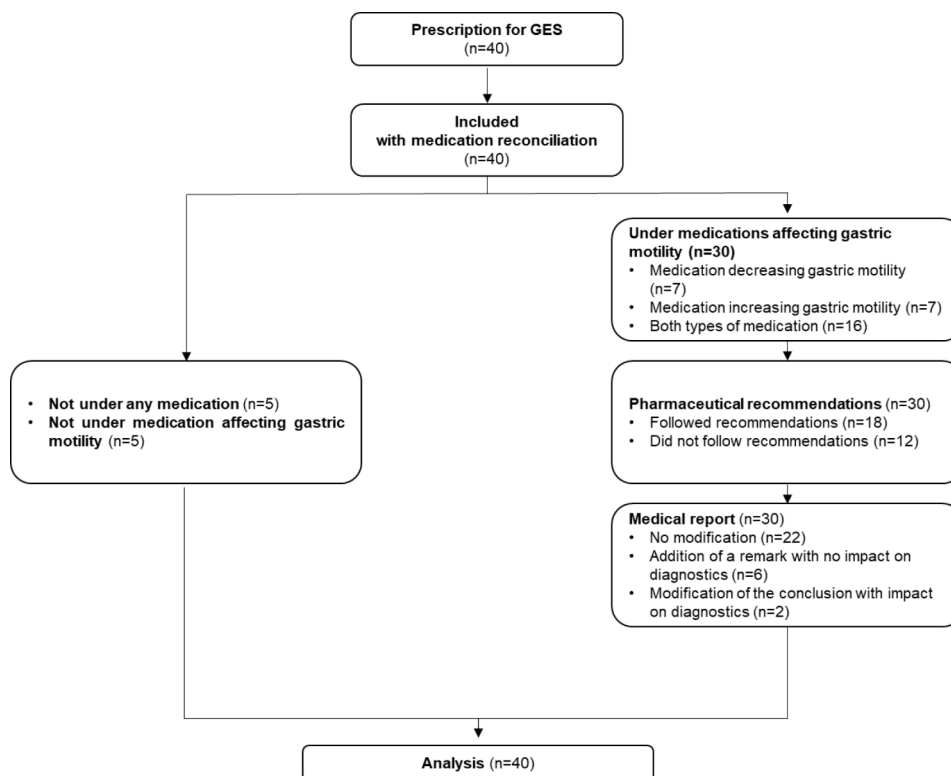 Prescription for GES
(n=40)
Included
with medication reconciliation
(n=40)
Under medications affecting gastric
motility (n=30)
• Medication decreasing gastric motility
(n=7)
• Medication increasing gastric motility (n=7)
• Both types of medication (n=16)
• Not under any medication (n=5)
• Not under medication affecting gastric
motility (n=5)
Pharmaceutical recommendations (n=30)
• Followed recommendations (n=18)
• Did not follow recommendations (n=12)
Medical report (n=30)
• No modification (n=22)
• Addition of a remark with no impact on
diagnostics (n=6)
• Modification of the conclusion with impact
on diagnostics (n=2)
Analysis (n=40)